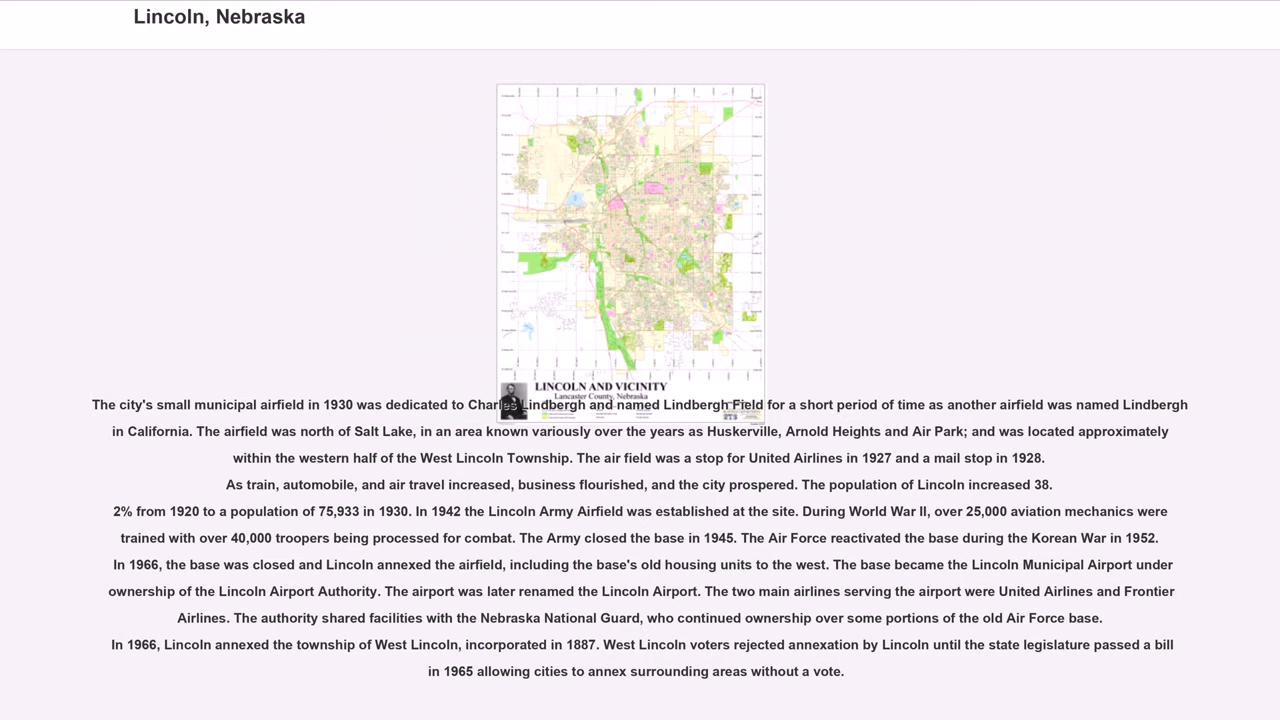 Lincoln, Nebraska
LINCOLN AND VICINITY
Lancaster County, Nebraska
The city's small municipal airfield in 1930 was dedicated to Charles Lindbergh and named Lindbergh Field for a short period of time as another airfield was named Lindbergh
in California. The airfield was north of Salt Lake, in an area known variously over the years as Huskerville, Arnold Heights and Air Park; and was located approximately
within the western half of the West Lincoln Township. The air field was a stop for United Airlines in 1927 and a mail stop in 1928.
As train, automobile, and air travel increased, business flourished, and the city prospered. The population of Lincoln increased 38.
2% from 1920 to a population of 75,933 in 1930. In 1942 the Lincoln Army Airfield was established at the site. During World War II, over 25,000 aviation mechanics were
trained with over 40,000 troopers being processed for combat. The Army closed the base in 1945. The Air Force reactivated the base during the Korean War in 1952.
In 1966, the base was closed and Lincoln annexed the airfield, including the base's old housing units to the west. The base became the Lincoln Municipal Airport under
ownership of the Lincoln Airport Authority. The airport was later renamed the Lincoln Airport. The two main airlines serving the airport were United Airlines and Frontier
Airlines. The authority shared facilities with the Nebraska National Guard, who continued ownership over some portions of the old Air Force base.
In 1966, Lincoln annexed the township of West Lincoln, incorporated in 1887. West Lincoln voters rejected annexation by Lincoln until the state legislature passed a bill
in 1965 allowing cities to annex surrounding areas without a vote.